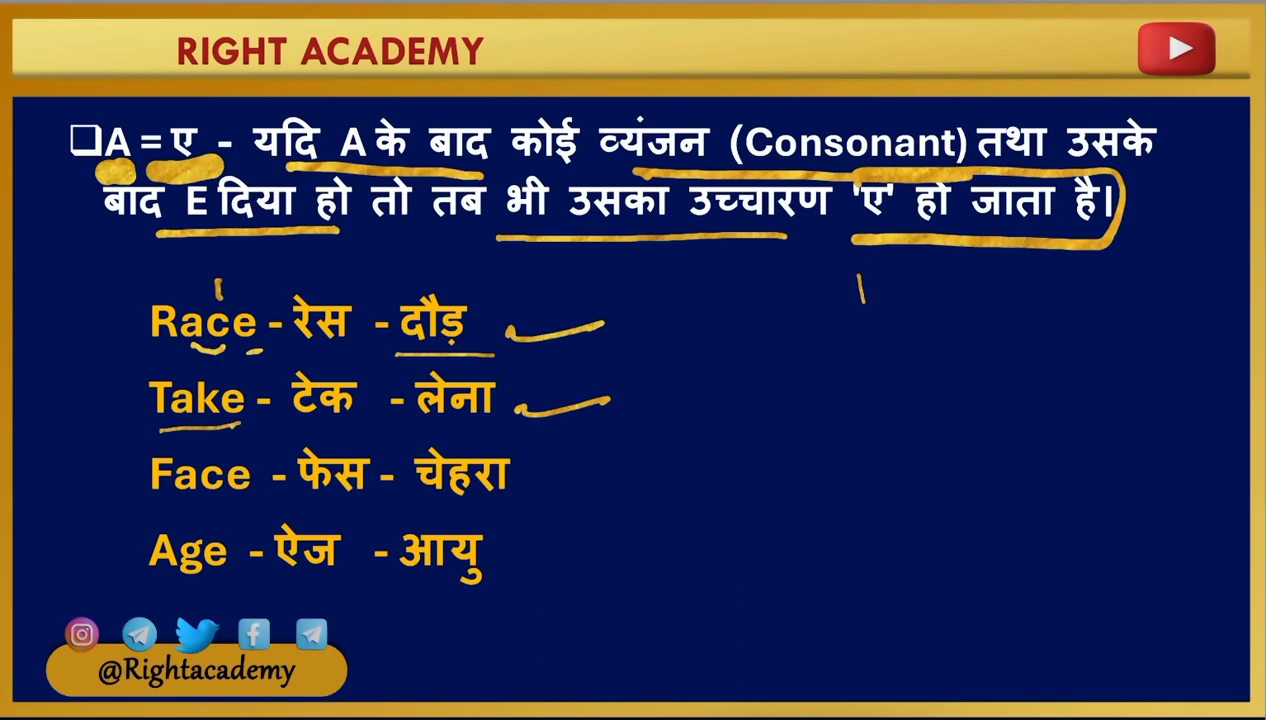 RIGHT ACADEMY
❑A = ए - यदि A के बाद कोई व्यंजन (Consonant) तथा उसके
बाद E दिया हो तो तब भी उसका उच्चारण 'ए' हो जाता है।
Race - रेस - दौड़
Take - टेक - लेना
Face - फेस - चेहरा
Age - ऐज - आयु
@Rightacademy